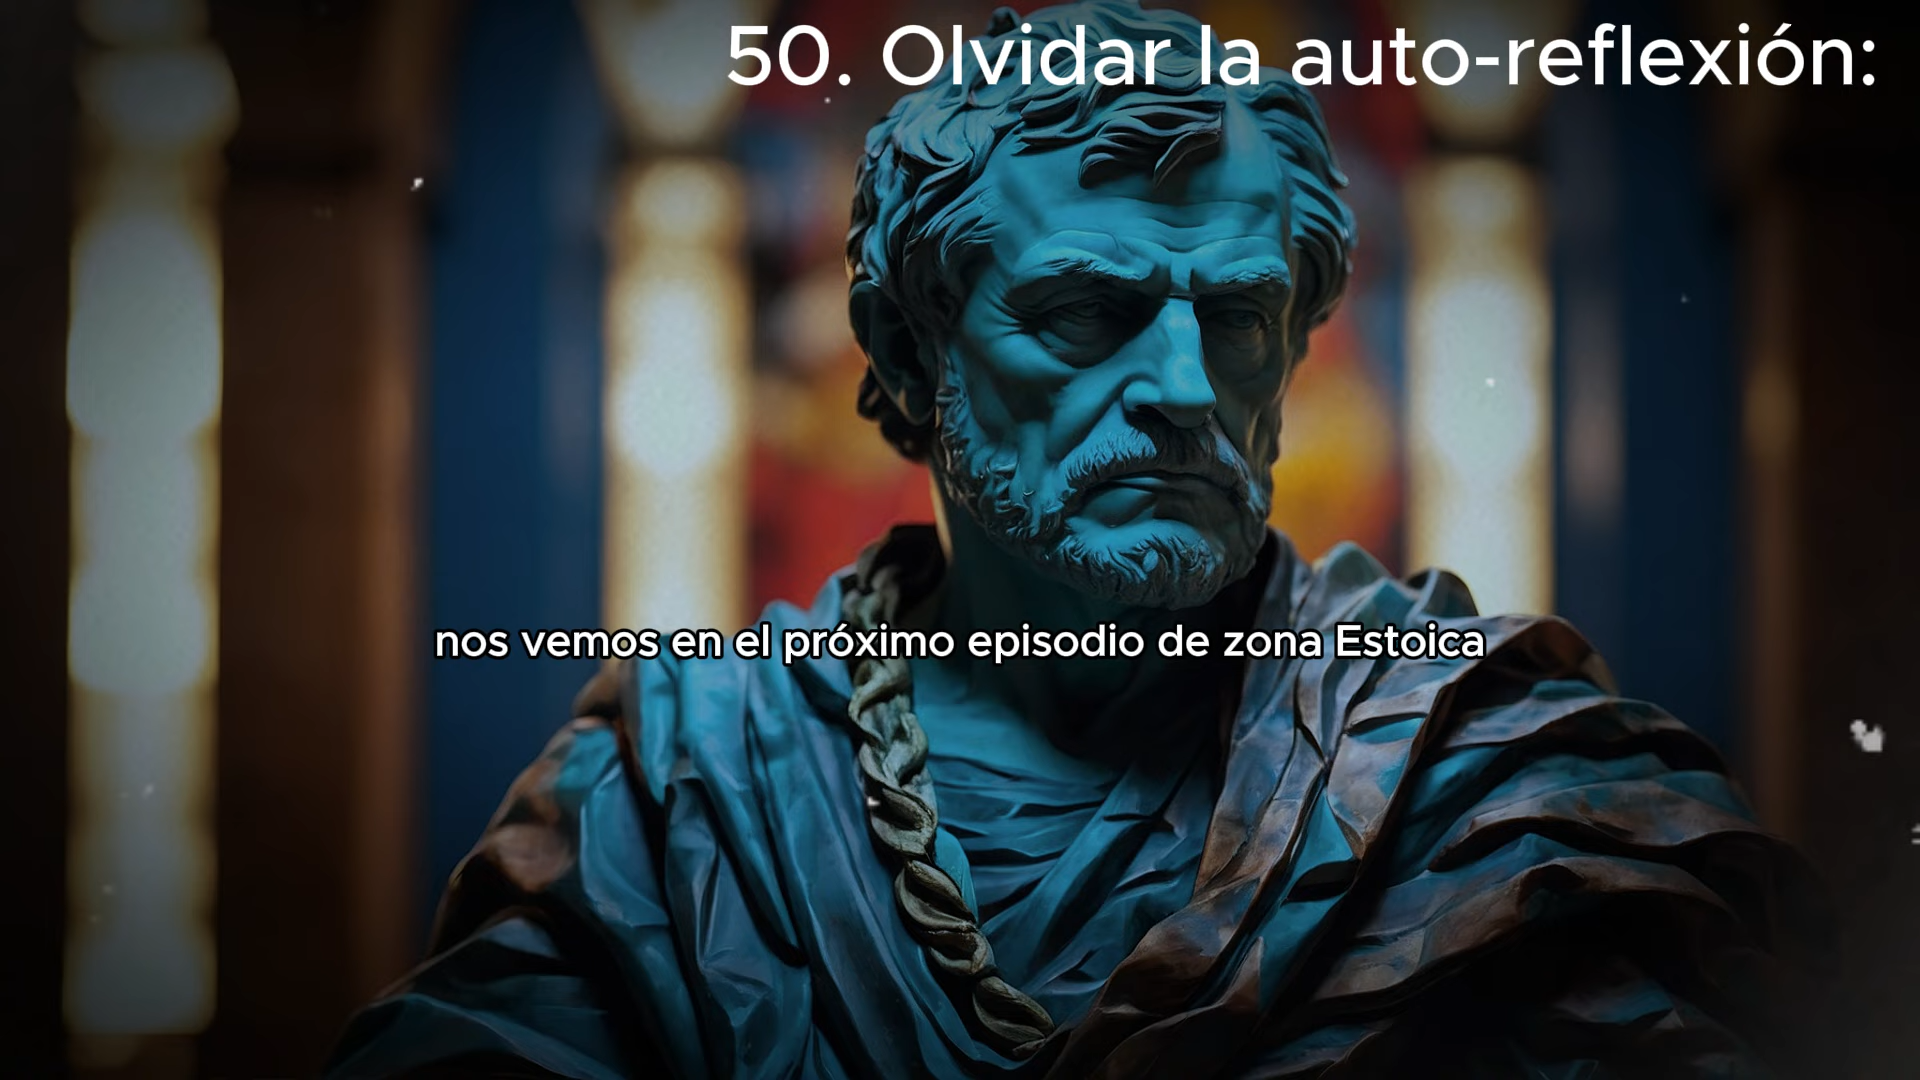 50. Olvidar la auto-reflexión:
nos vemos en el próximo episodio de zona Estoica